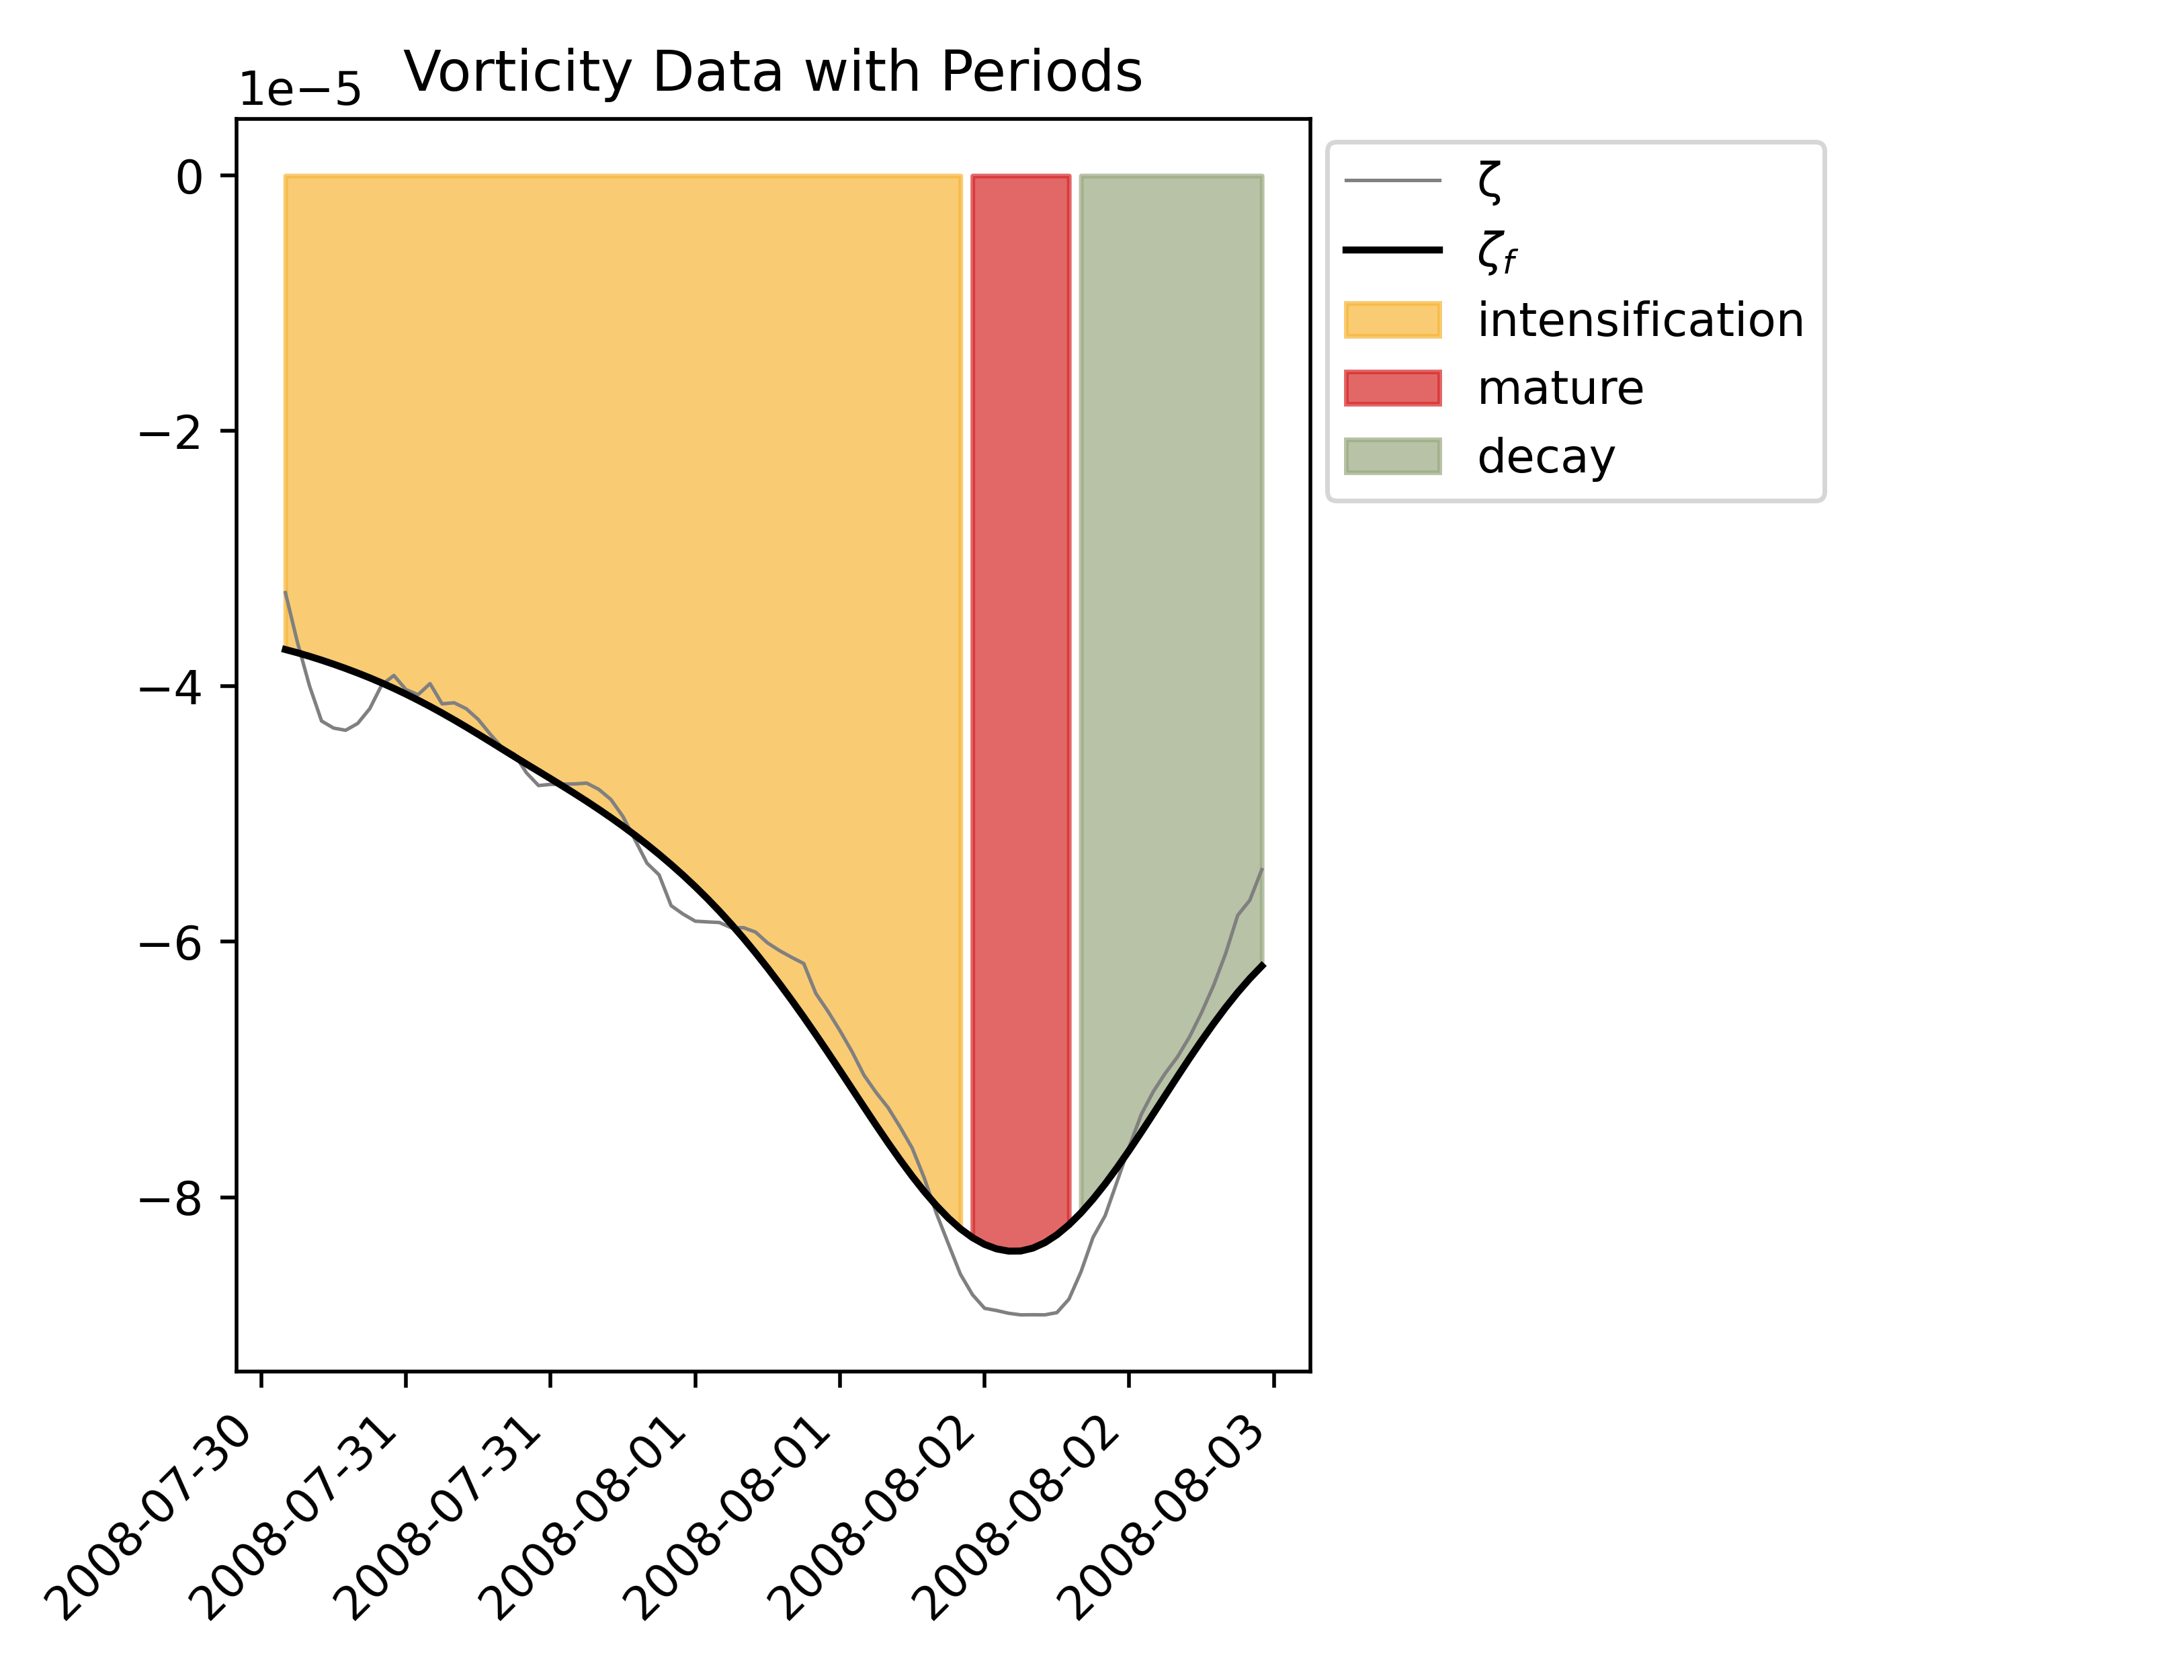 Vorticity Data with Periods
1e−5
0
−2
−4
−6
−8
2008-07-30
2008-07-31
2008-07-31
2008-08-01
2008-08-01
2008-08-02
2008-08-02
2008-08-03
ζ
ζf
intensification
mature
decay